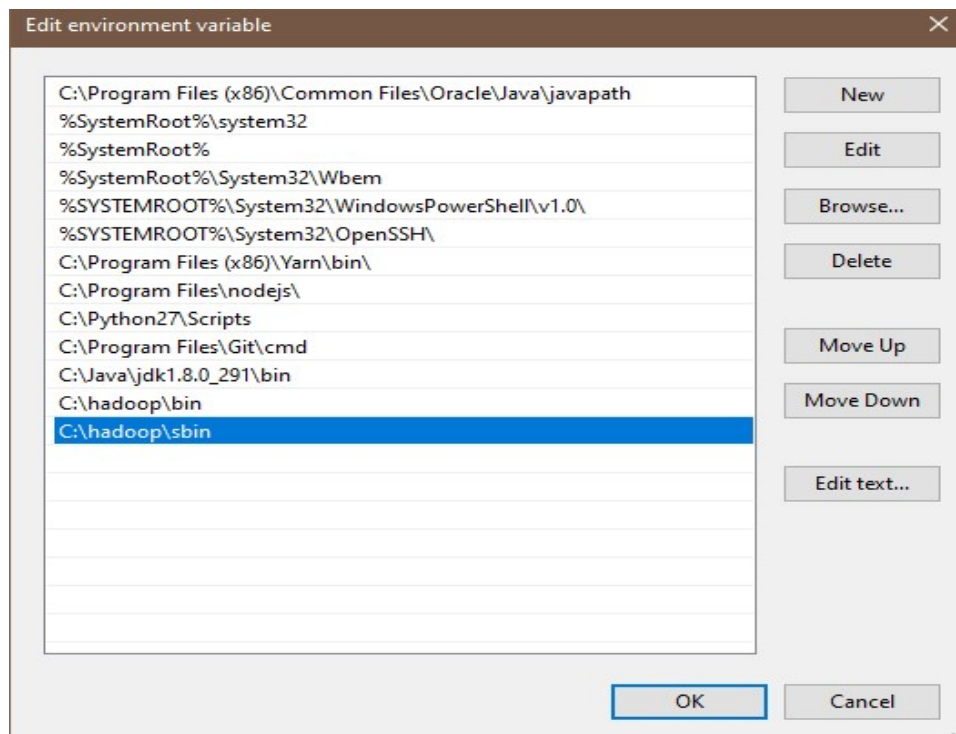 Edit environment variable
C:\Program Files (x86)\Common Files\Oracle\Java\javapath
%SystemRoot%\system32
%SystemRoot%
%SystemRoot%\System32\Wbem
%SYSTEMROOT%\System32\WindowsPowerShell\v1.0\
%SYSTEMROOT%\System32\OpenSSH\
C:\Program Files (x86)\Yarn\bin\
C:\Program Files\nodejs\
C:\Python27\Scripts
C:\Program Files\Git\cmd
C:\Java\jdk1.8.0_291\bin
C:\hadoop\bin
C:\hadoop\sbin
New
Edit
Browse...
Delete
Move Up
Move Down
Edit text...
OK
Cancel